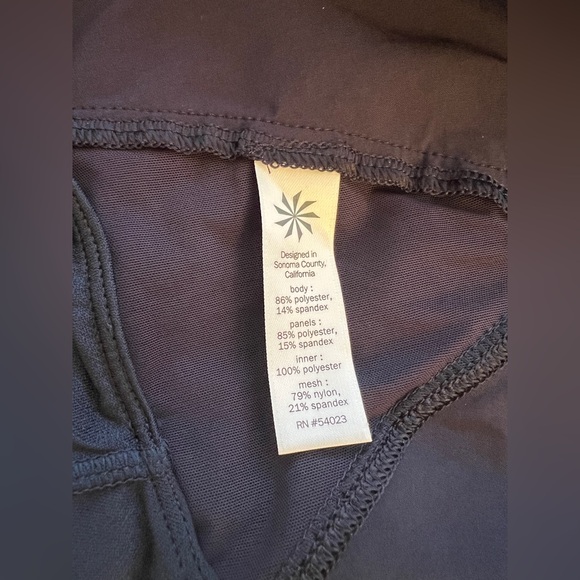 Designed in
Sonoma County,
California
body :
86% polyester,
14% spandex
panels :
85% polyester,
15% spandex
inner :
100% polyester
mesh :
79% nylon,
21% spandex
RN #54023